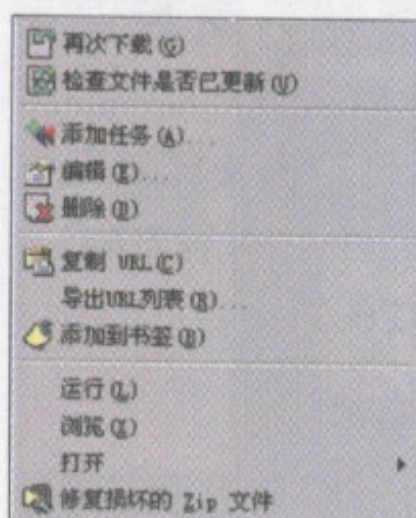 再次下载(G)
检查文件是否已更新(U)
添加任务(A)...
编辑(E)...
删除(D)
复制 URL(C)
导出URL列表(R)...
添加到书签(B)
运行(L)
浏览(X)
打开
修复损坏的 Zip 文件